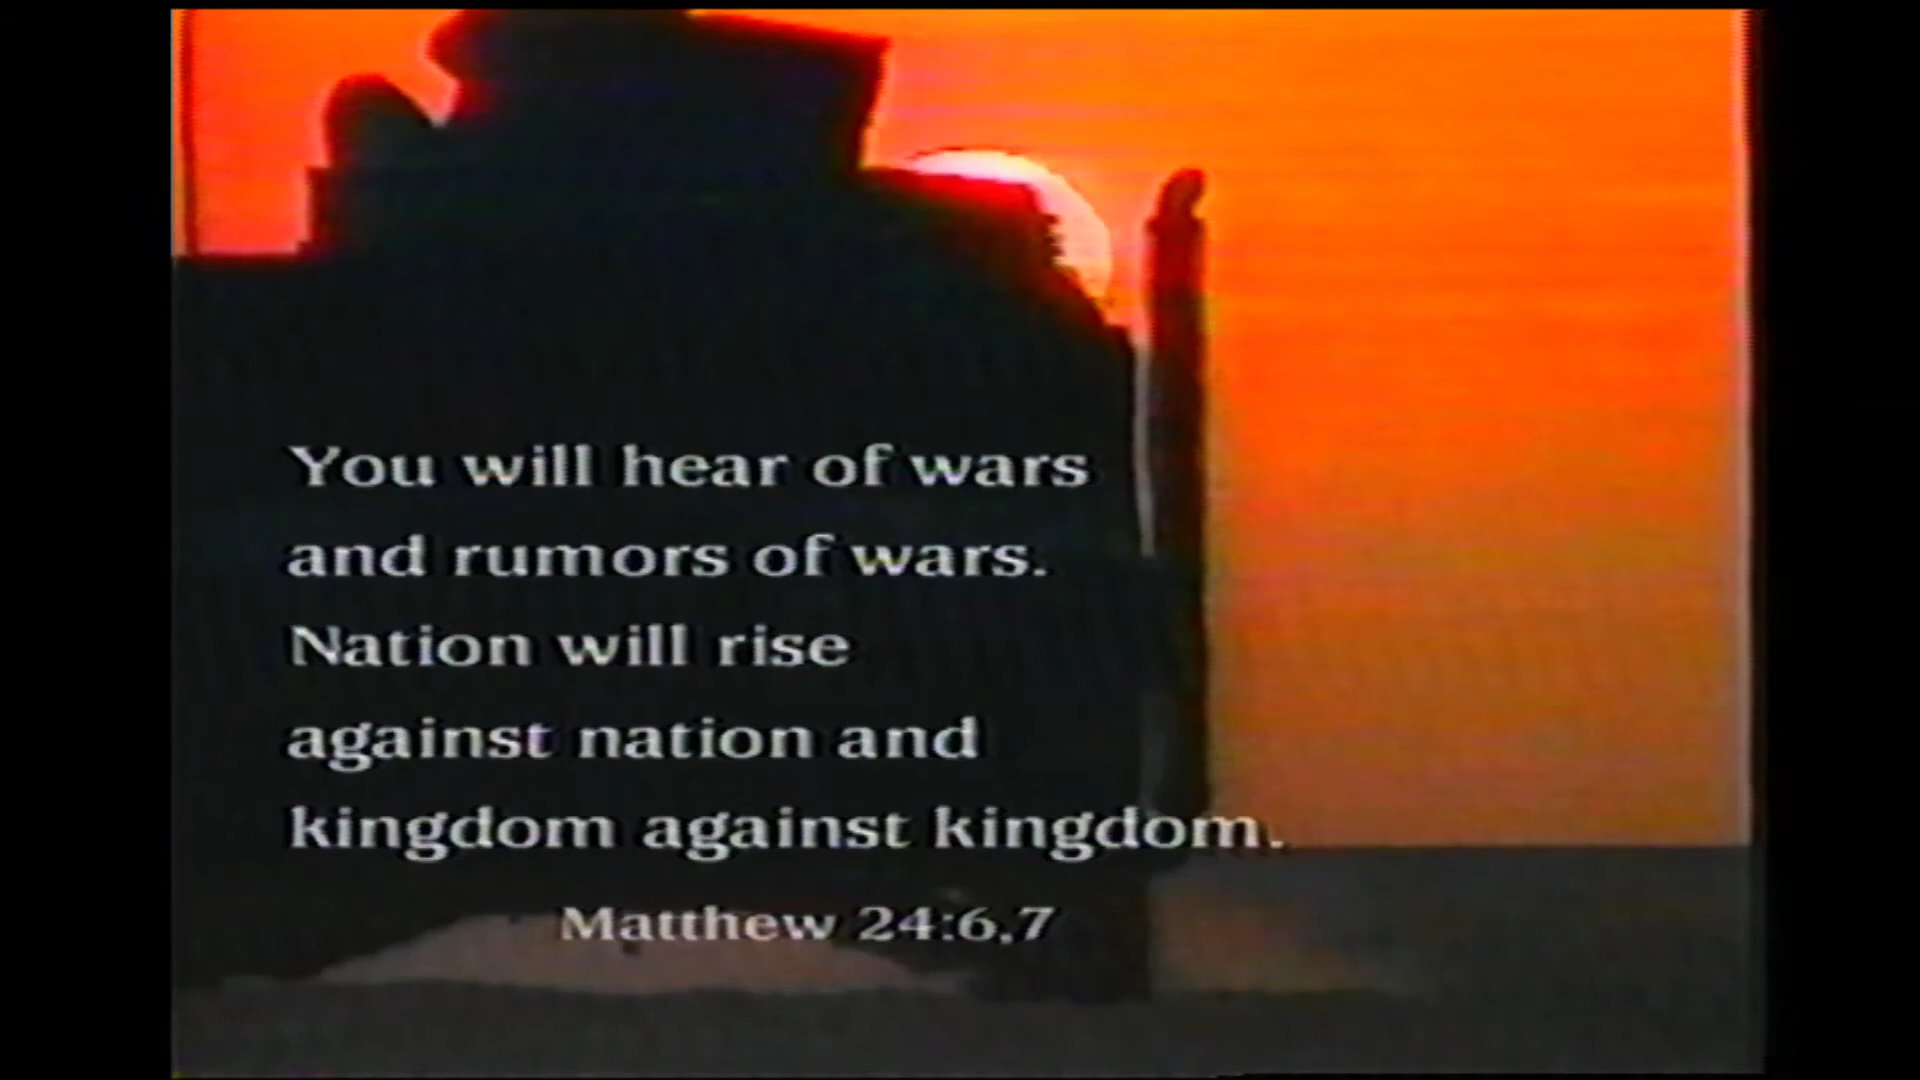 You will hear of wars
and rumors of wars.
Nation will rise
against nation and
kingdom against kingdom.
Matthew 24:6,7